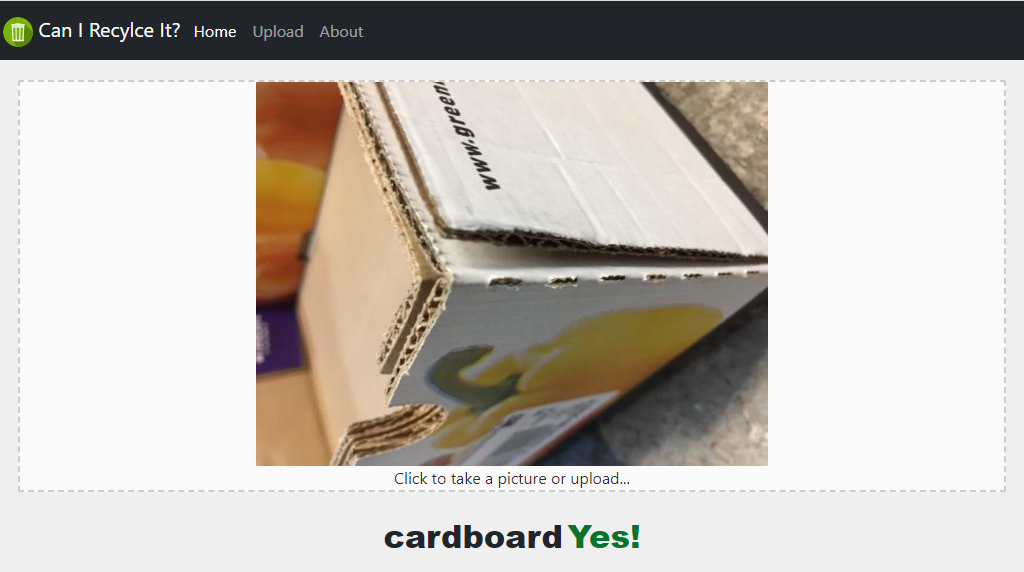 Can I Recylce It? Home Upload About
www.green
Click to take a picture or upload...
cardboard Yes!